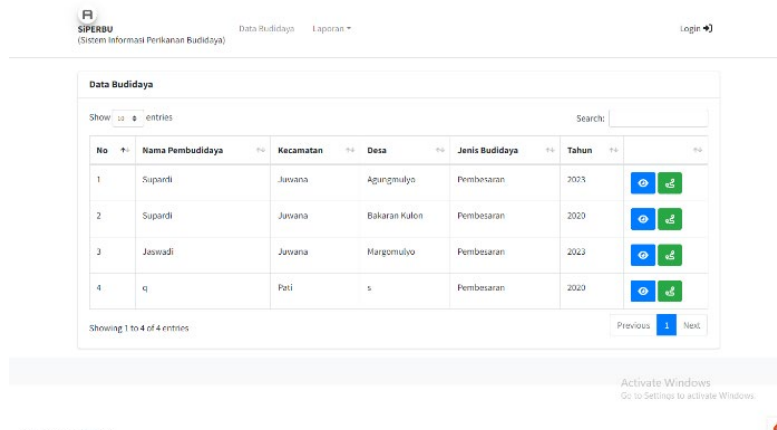 SiPERBU
(Sistem Informasi Perikanan Budidaya)
Data Budidaya Laporan
Login
Data Budidaya
Show 10 entries
Search:
No Nama Pembudidaya Kecamatan Desa Jenis Budidaya Tahun
1 Supardi Juwana Agungmulyo Pembesaran 2023
2 Supardi Juwana Bakaran Kulon Pembesaran 2020
3 Jaswadi Juwana Margomulyo Pembesaran 2023
4 q Pati s Pembesaran 2020
Showing 1 to 4 of 4 entries
Previous 1 Next
Activate Windows
Go to Settings to activate Windows.